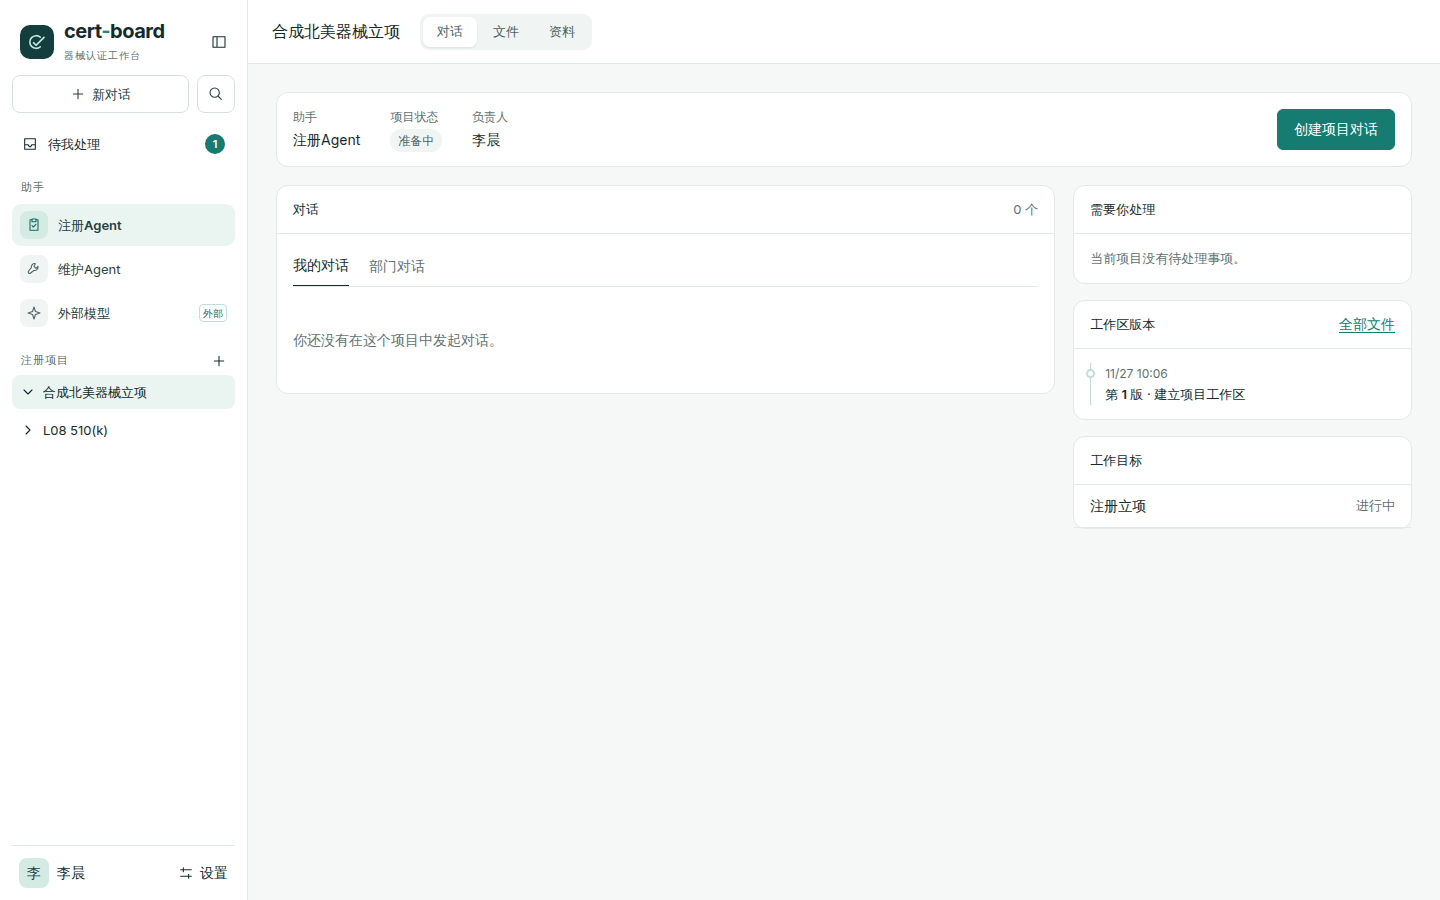 cert-board
器械认证工作台
新对话
待我处理
1
助手
注册Agent
维护Agent
外部模型
外部
注册项目
合成北美器械立项
L08 510(k)
李
李晨
设置
合成北美器械立项
对话
文件
资料
助手
注册Agent
项目状态
准备中
负责人
李晨
创建项目对话
对话
0 个
我的对话
部门对话
你还没有在这个项目中发起对话。
需要你处理
当前项目没有待处理事项。
工作区版本
全部文件
11/27 10:06
第 1 版 · 建立项目工作区
工作目标
注册立项
进行中